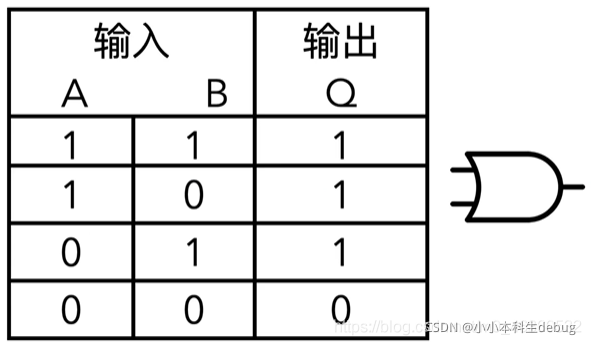 输入 输出
A B Q
1 1 1
1 0 1
0 1 1
0 0 0
CSDN @小小本科生debug